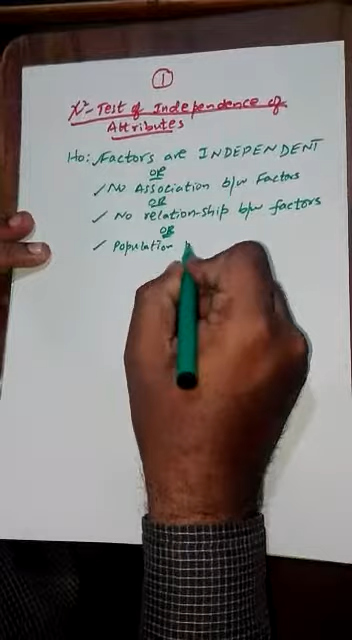 1
χ²-Test of Independence of
Attributes
Ho: Factors are INDEPENDENT
OR
✓ No Association b/w Factors
OR
✓ No relation-ship b/w factors
OR
✓ Population